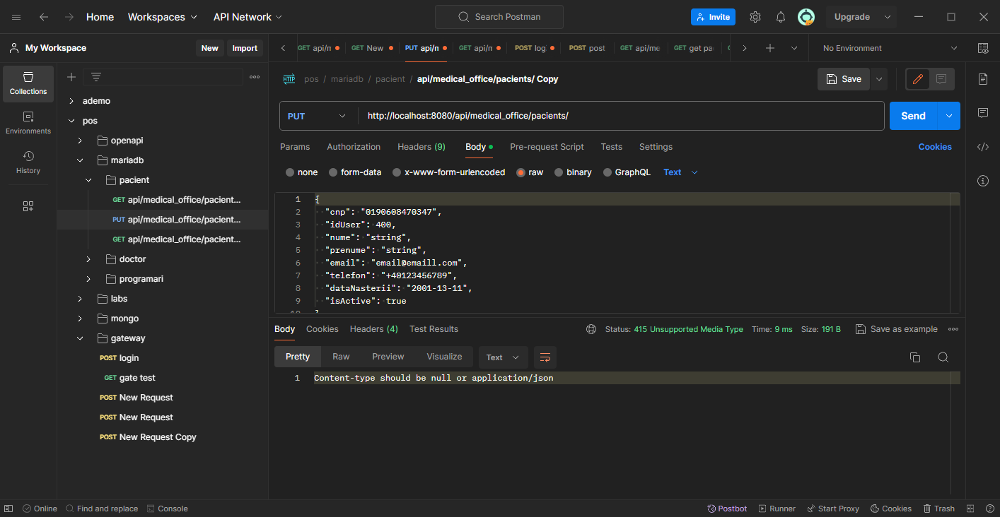 Home Workspaces API Network Search Postman Invite Upgrade
My Workspace New Import GET api/n GET New PUT api/n GET api/n POST log POST post GET api/me GET get pa No Environment
Collections
Environments
History
ademo
pos
openapi
mariadb
pacient
GET api/medical_office/pacient...
PUT api/medical_office/pacient...
GET api/medical_office/pacient...
doctor
programari
labs
mongo
gateway
POST login
GET gate test
POST New Request
POST New Request
POST New Request Copy
HTTP pos / mariadb / pacient / api/medical_office/pacients/ Copy Save
PUT http://localhost:8080/api/medical_office/pacients/ Send
Params Authorization Headers (9) Body Pre-request Script Tests Settings Cookies
none form-data x-www-form-urlencoded raw binary GraphQL Text
1 {
2 "cnp": "0190608470347",
3 "idUser": 400,
4 "nume": "string",
5 "prenume": "string",
6 "email": "email@emaill.com",
7 "telefon": "+40123456789",
8 "dataNasterii": "2001-13-11",
9 "isActive": true
10 }
Body Cookies Headers (4) Test Results Status: 415 Unsupported Media Type Time: 9 ms Size: 191 B Save as example
Pretty Raw Preview Visualize Text
1 Content-type should be null or application/json
Online Find and replace Console Postbot Runner Start Proxy Cookies Trash